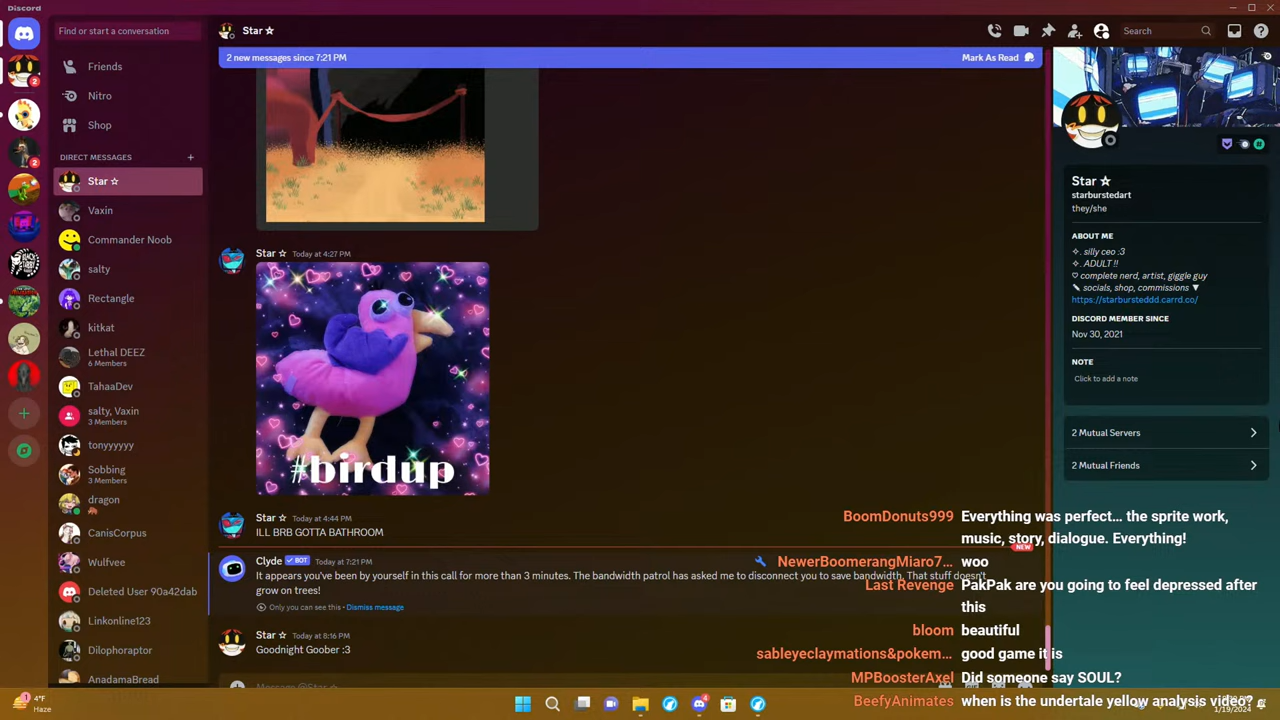 Discord
Find or start a conversation
Star ☆
Search
Friends
Nitro
Shop
DIRECT MESSAGES
Star ☆
Vaxin
Commander Noob
salty
Rectangle
kitkat
Lethal DEEZ
6 Members
TahaaDev
salty, Vaxin
3 Members
tonyyyyyy
Sobbing
3 Members
dragon
CanisCorpus
Wulfvee
Deleted User 90a42dab
Linkonline123
Dilophoraptor
AnadamaBread
2 new messages since 7:21 PM
Mark As Read
Star ☆ Today at 4:27 PM
#birdup
Star ☆ Today at 4:44 PM
ILL BRB GOTTA BATHROOM
NEW
Clyde ✓ BOT Today at 7:21 PM
It appears you've been by yourself in this call for more than 3 minutes. The bandwidth patrol has asked me to disconnect you to save bandwidth. That stuff doesn't
grow on trees!
Only you can see this • Dismiss message
Star ☆ Today at 8:16 PM
Goodnight Goober :3
Message @Star ☆
Star ☆
starburstedart
they/she
ABOUT ME
✧. silly ceo :3
✧. ADULT !!
♡ complete nerd, artist, giggle guy
✎ socials, shop, commissions ▼
https://starbursteddd.carrd.co/
DISCORD MEMBER SINCE
Nov 30, 2021
NOTE
Click to add a note
2 Mutual Servers
2 Mutual Friends
BoomDonuts999 Everything was perfect... the sprite work,
music, story, dialogue. Everything!
NewerBoomerangMiaro7... woo
Last Revenge PakPak are you going to feel depressed after
this
bloom beautiful
sableyeclaymations&pokem... good game it is
MPBoosterAxel Did someone say SOUL?
BeefyAnimates when is the undertale yellow analysis video?
4°F
Haze
1/19/2024